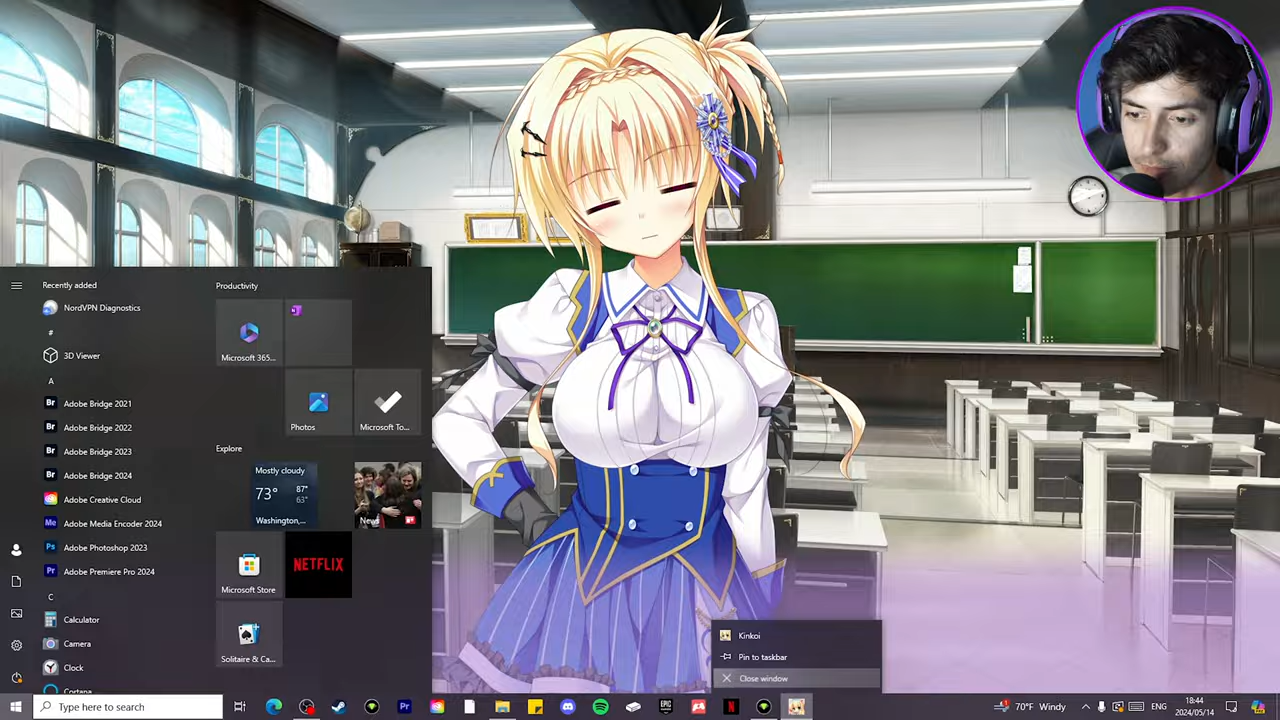 Recently added
NordVPN Diagnostics
#
3D Viewer
A
Adobe Bridge 2021
Adobe Bridge 2022
Adobe Bridge 2023
Adobe Bridge 2024
Adobe Creative Cloud
Adobe Media Encoder 2024
Adobe Photoshop 2023
Adobe Premiere Pro 2024
C
Calculator
Camera
Clock
Cortana
Productivity
Microsoft 365...
Photos
Microsoft To...
Explore
Mostly cloudy
73°
87°
63°
Washington,...
News
Microsoft Store
NETFLIX
Solitaire & Ca...
Kinkoi
Pin to taskbar
Close window
Type here to search
Pr
EPIC
N
70°F Windy
ENG
18:44
2024/05/14